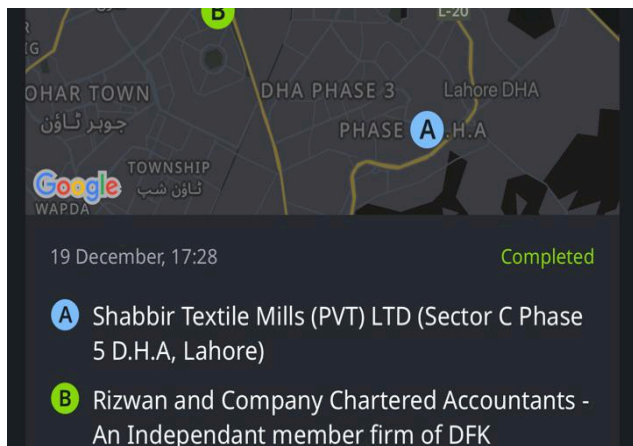 B
L-20
IG
OHAR TOWN
جوہر ٹاؤن
DHA PHASE 3
Lahore DHA
PHASE A .H.A
TOWNSHIP
ٹاؤن شپ
Google
WAPDA
19 December, 17:28
Completed
A Shabbir Textile Mills (PVT) LTD (Sector C Phase
5 D.H.A, Lahore)
B Rizwan and Company Chartered Accountants -
An Independant member firm of DFK